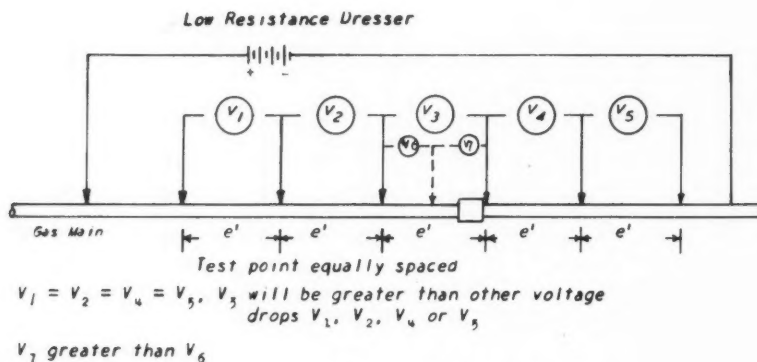 Low Resistance Dresser
+ -
V1 V2 V3 V4 V5
V6 V7
Gas Main
e' e' e' e' e'
Test point equally spaced
V1 = V2 = V4 = V5, V3 will be greater than other voltage
drops V1, V2, V4 or V5
V7 greater than V6